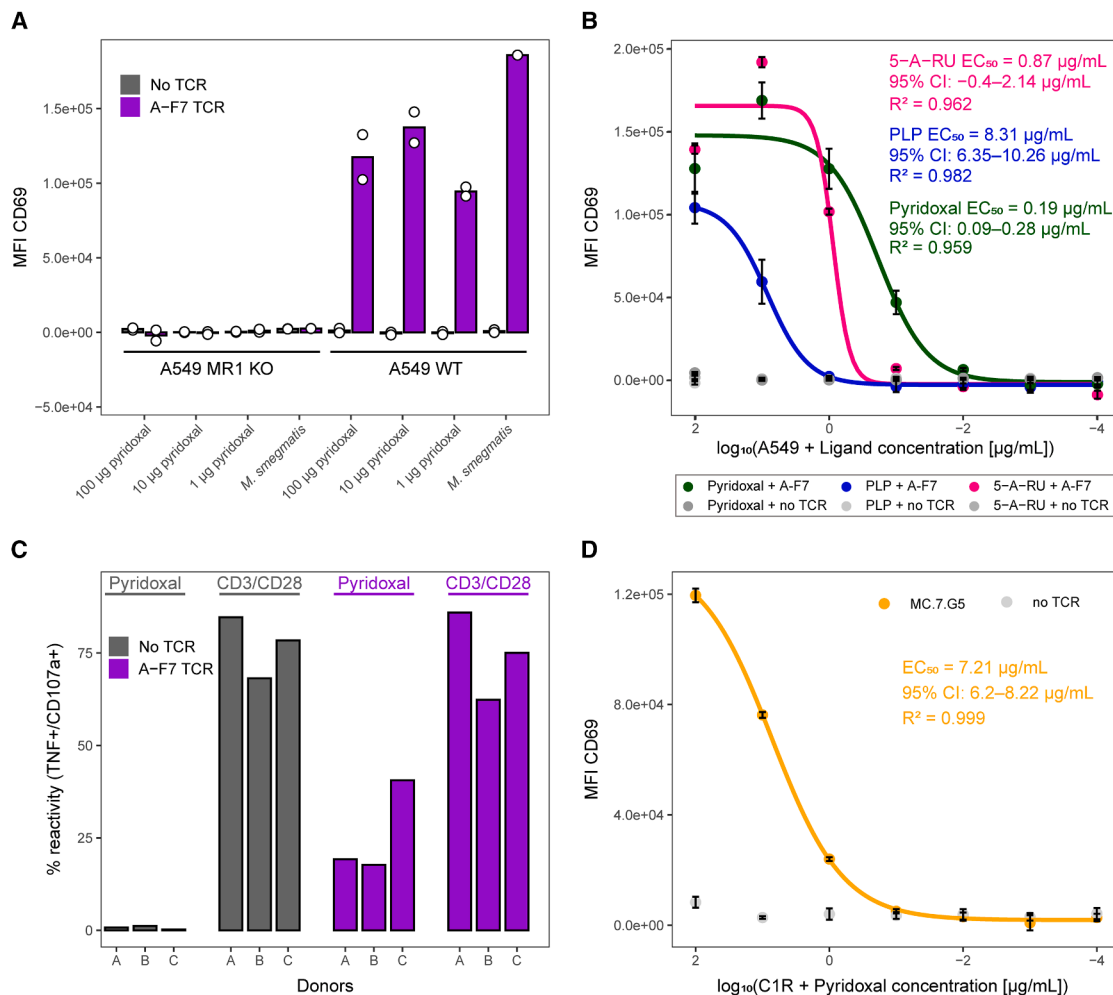 A
No TCR
A−F7 TCR
MFI CD69
1.5e+05
1.0e+05
5.0e+04
0.0e+00
−5.0e+04
A549 MR1 KO
A549 WT
100 µg pyridoxal
10 µg pyridoxal
1 µg pyridoxal
M. smegmatis
100 µg pyridoxal
10 µg pyridoxal
1 µg pyridoxal
M. smegmatis
B
MFI CD69
2.0e+05
1.5e+05
1.0e+05
5.0e+04
0.0e+00
5−A−RU EC₅₀ = 0.87 µg/mL
95% CI: −0.4–2.14 µg/mL
R² = 0.962
PLP EC₅₀ = 8.31 µg/mL
95% CI: 6.35–10.26 µg/mL
R² = 0.982
Pyridoxal EC₅₀ = 0.19 µg/mL
95% CI: 0.09–0.28 µg/mL
R² = 0.959
2
0
−2
−4
log₁₀(A549 + Ligand concentration [µg/mL])
Pyridoxal + A-F7
PLP + A-F7
5−A−RU + A-F7
Pyridoxal + no TCR
PLP + no TCR
5−A−RU + no TCR
C
Pyridoxal
CD3/CD28
Pyridoxal
CD3/CD28
No TCR
A−F7 TCR
% reactivity (TNF+/CD107a+)
75
50
25
0
A B C A B C A B C A B C
Donors
D
MC.7.G5
no TCR
EC₅₀ = 7.21 µg/mL
95% CI: 6.2–8.22 µg/mL
R² = 0.999
MFI CD69
1.2e+05
8.0e+04
4.0e+04
0.0e+00
2
0
−2
−4
log₁₀(C1R + Pyridoxal concentration [µg/mL])